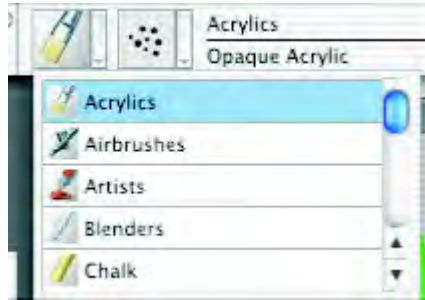 Acrylics
Opaque Acrylic
Acrylics
Airbrushes
Artists
Blenders
Chalk